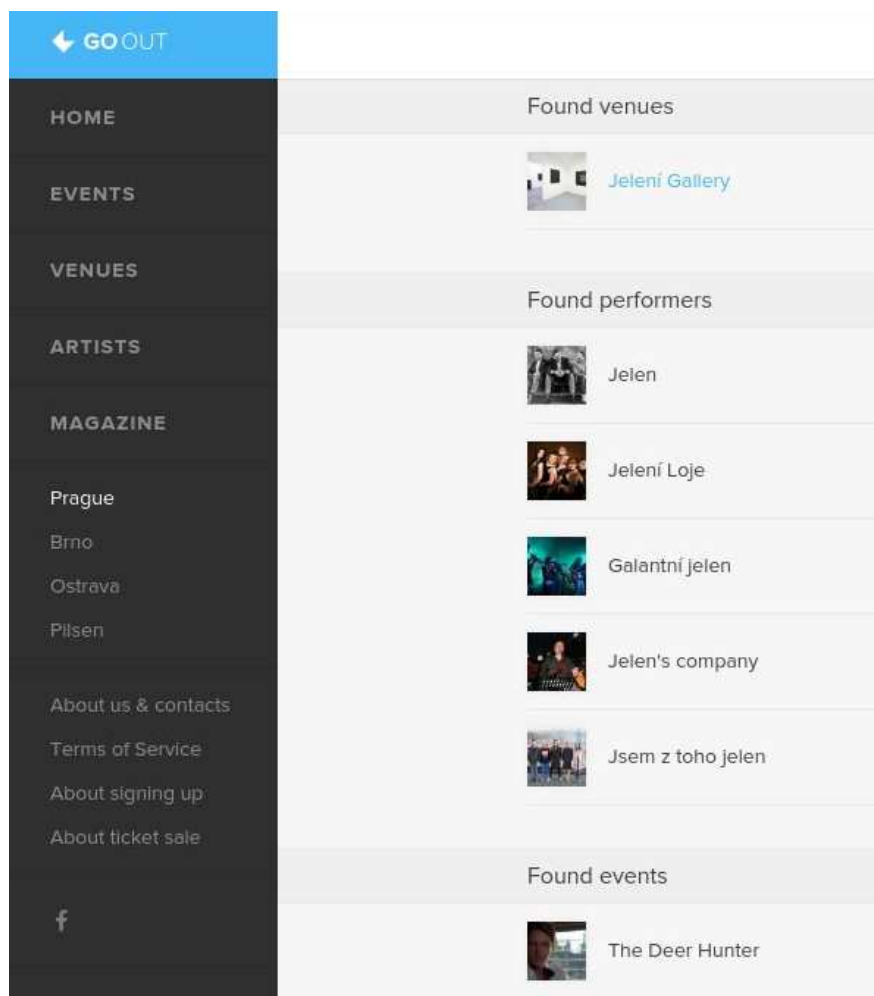 GOOUT
HOME
EVENTS
VENUES
ARTISTS
MAGAZINE
Prague
Brno
Ostrava
Pilsen
About us & contacts
Terms of Service
About signing up
About ticket sale
f
Found venues
Jelení Gallery
Found performers
Jelen
Jelení Loje
Galantní jelen
Jelen's company
Jsem z toho jelen
Found events
The Deer Hunter